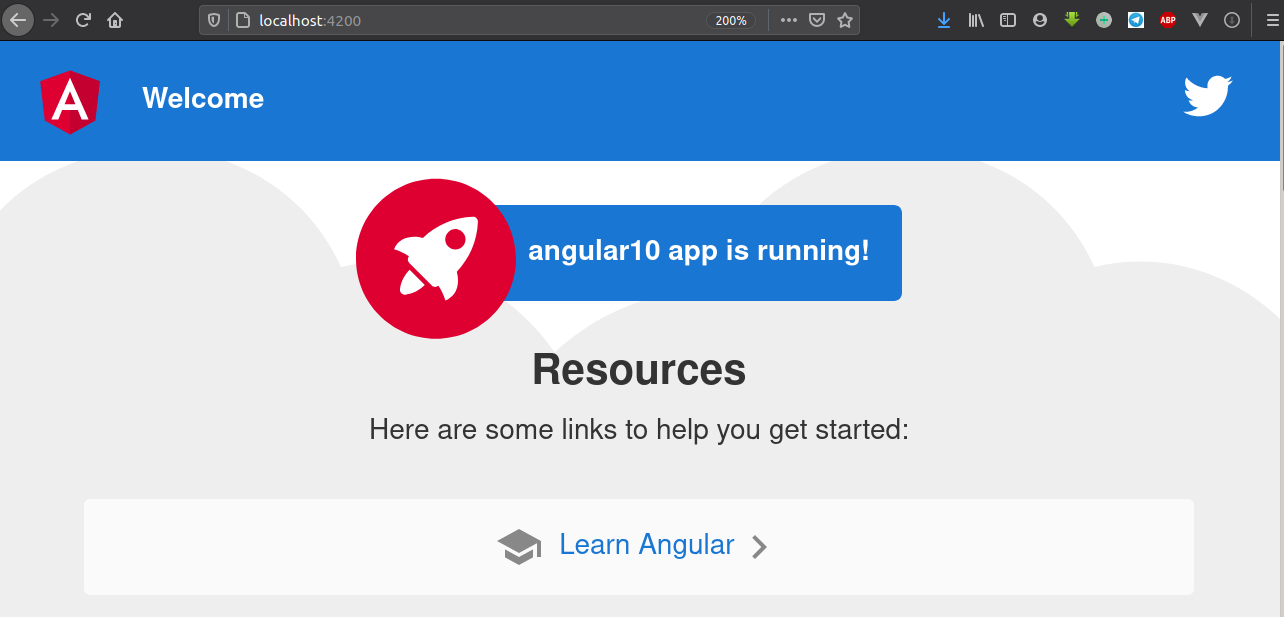 localhost:4200
200%
ABP
A
Welcome
angular10 app is running!
Resources
Here are some links to help you get started:
Learn Angular